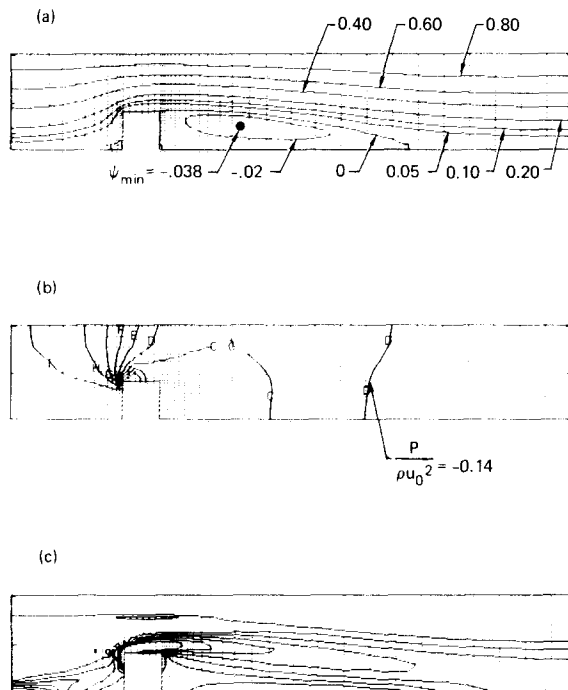 (a)
-0.40
-0.60
-0.80
ψmin = -.038
-.02
0
0.05
0.10
0.20
(b)
E
D
C
D
C
P
ρu₀² = -0.14
(c)